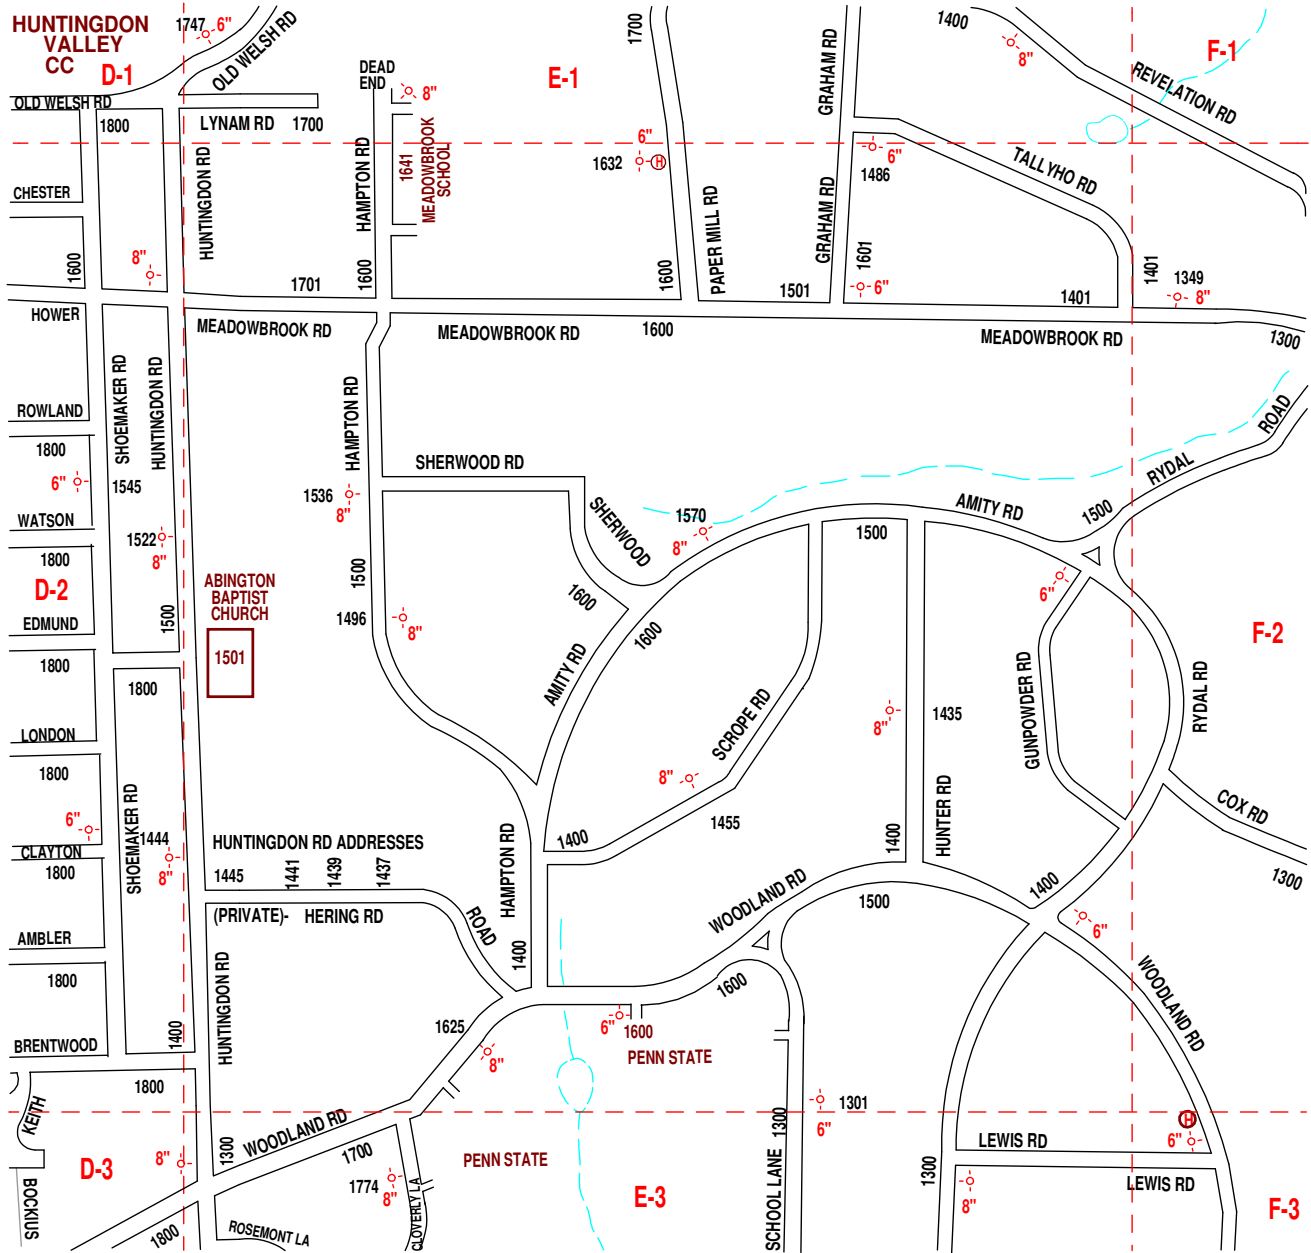 HUNTINGDON
VALLEY
CC
D-1
1747
6"
OLD WELSH RD
OLD WELSH RD
1800
LYNAM RD
1700
DEAD
END
8"
E-1
1700
GRAHAM RD
1400
8"
F-1
REVELATION RD
CHESTER
HUNTINGDON RD
HAMPTON RD
1641
MEADOWBROOK
SCHOOL
6"
1632
H
PAPER MILL RD
GRAHAM RD
6"
1486
TALLYHO RD
1600
8"
1701
1600
1600
1501
1601
6"
1401
1401
1349
8"
HOWER
MEADOWBROOK RD
MEADOWBROOK RD
1600
MEADOWBROOK RD
1300
SHOEMAKER RD
HUNTINGDON RD
HAMPTON RD
ROWLAND
1800
6"
1545
SHERWOOD RD
RYDAL
ROAD
WATSON
1522
8"
1536
8"
SHERWOOD
1570
8"
1500
AMITY RD
1500
1800
D-2
ABINGTON
BAPTIST
CHURCH
1501
1500
1500
1496
8"
1600
1600
6"
EDMUND
F-2
1800
1800
AMITY RD
SCROPE RD
8"
1435
GUNPOWDER RD
RYDAL RD
LONDON
1800
6"
SHOEMAKER RD
8"
1455
HUNTER RD
1400
COX RD
1300
CLAYTON
1444
8"
HUNTINGDON RD ADDRESSES
1445
1441
1439
1437
HAMPTON RD
1400
1800
(PRIVATE)- HERING RD
ROAD
WOODLAND RD
1500
1400
6"
AMBLER
1800
HUNTINGDON RD
1400
1600
WOODLAND RD
BRENTWOOD
1400
1625
8"
6"
1600
PENN STATE
1800
KEITH
WOODLAND RD
1300
1700
1300
1301
6"
H
6"
LEWIS RD
D-3
8"
1774
8"
PENN STATE
E-3
SCHOOL LANE
1300
8"
LEWIS RD
F-3
BOCKIUS
1800
ROSEMONT LA
CLOVERLY LA